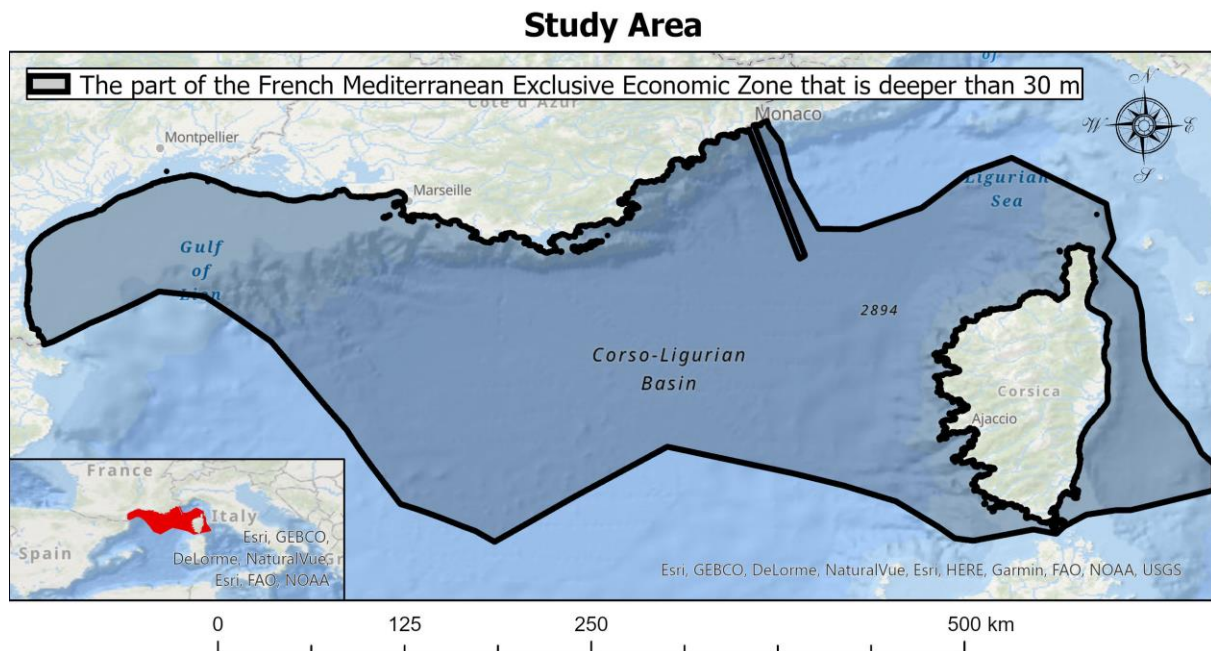 Study Area
The part of the French Mediterranean Exclusive Economic Zone that is deeper than 30 m
Côte d'Azur
Monaco
N
W
E
S
Montpellier
Marseille
Ligurian
Sea
Gulf
of
Lion
2894
Corso-Ligurian
Basin
Corsica
Ajaccio
France
Italy
Spain
Esri, GEBCO,
DeLorme, NaturalVue,
Esri, FAO, NOAA
Esri, GEBCO, DeLorme, NaturalVue, Esri, HERE, Garmin, FAO, NOAA, USGS
0 125 250 500 km